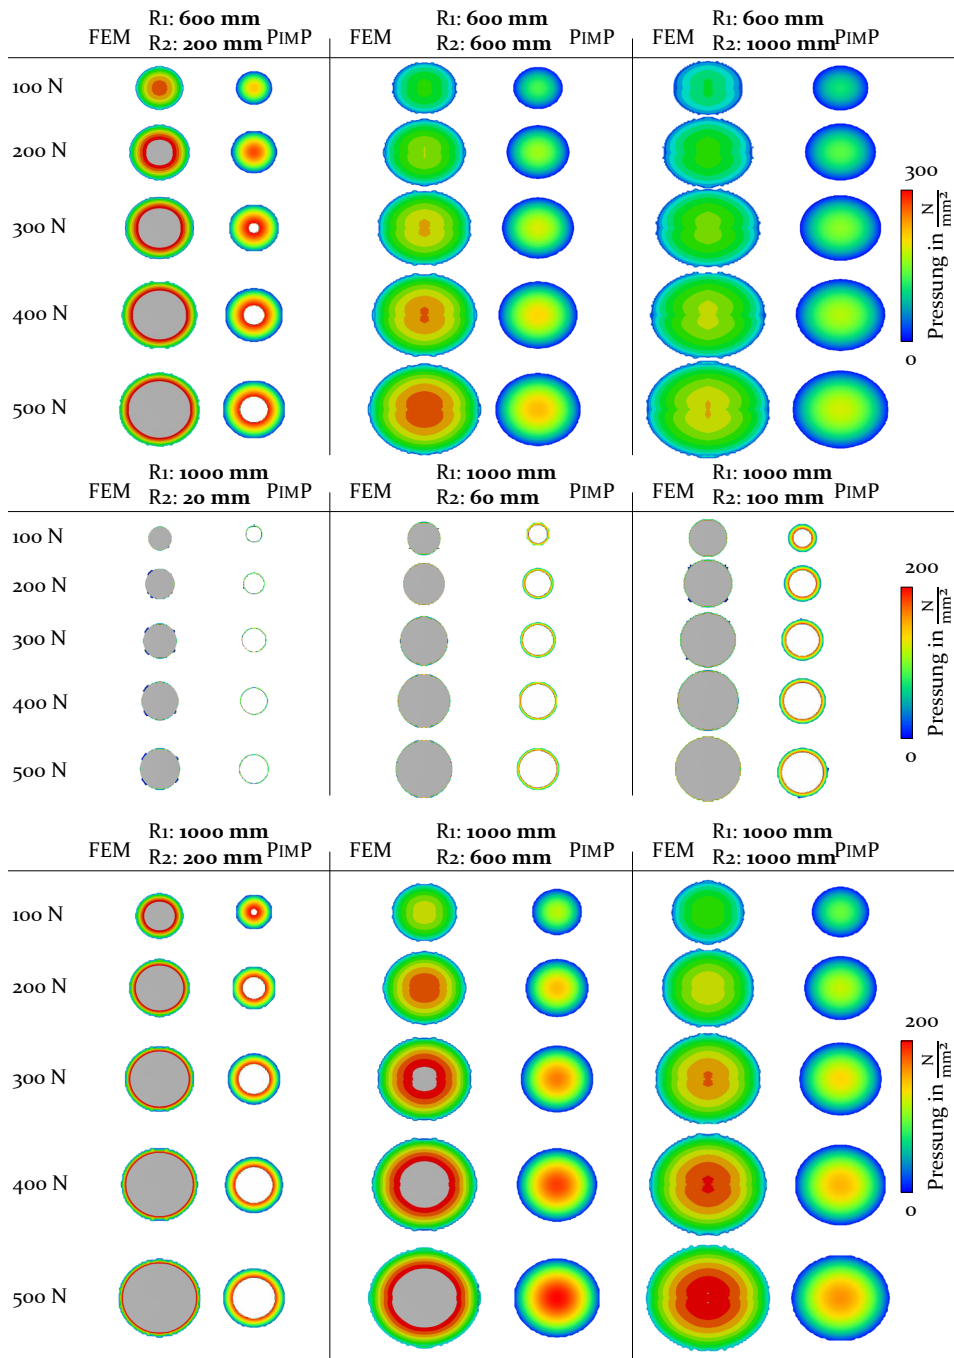 R1: 600 mm R1: 600 mm R1: 600 mm
FEM R2: 200 mm PIMP FEM R2: 600 mm PIMP FEM R2: 1000 mm PIMP
100 N
200 N
300 N
400 N
500 N
300
Pressung in N/mm²
0
R1: 1000 mm R1: 1000 mm R1: 1000 mm
FEM R2: 20 mm PIMP FEM R2: 60 mm PIMP FEM R2: 100 mm PIMP
100 N
200 N
300 N
400 N
500 N
200
Pressung in N/mm²
0
R1: 1000 mm R1: 1000 mm R1: 1000 mm
FEM R2: 200 mm PIMP FEM R2: 600 mm PIMP FEM R2: 1000 mm PIMP
100 N
200 N
300 N
400 N
500 N
200
Pressung in N/mm²
0